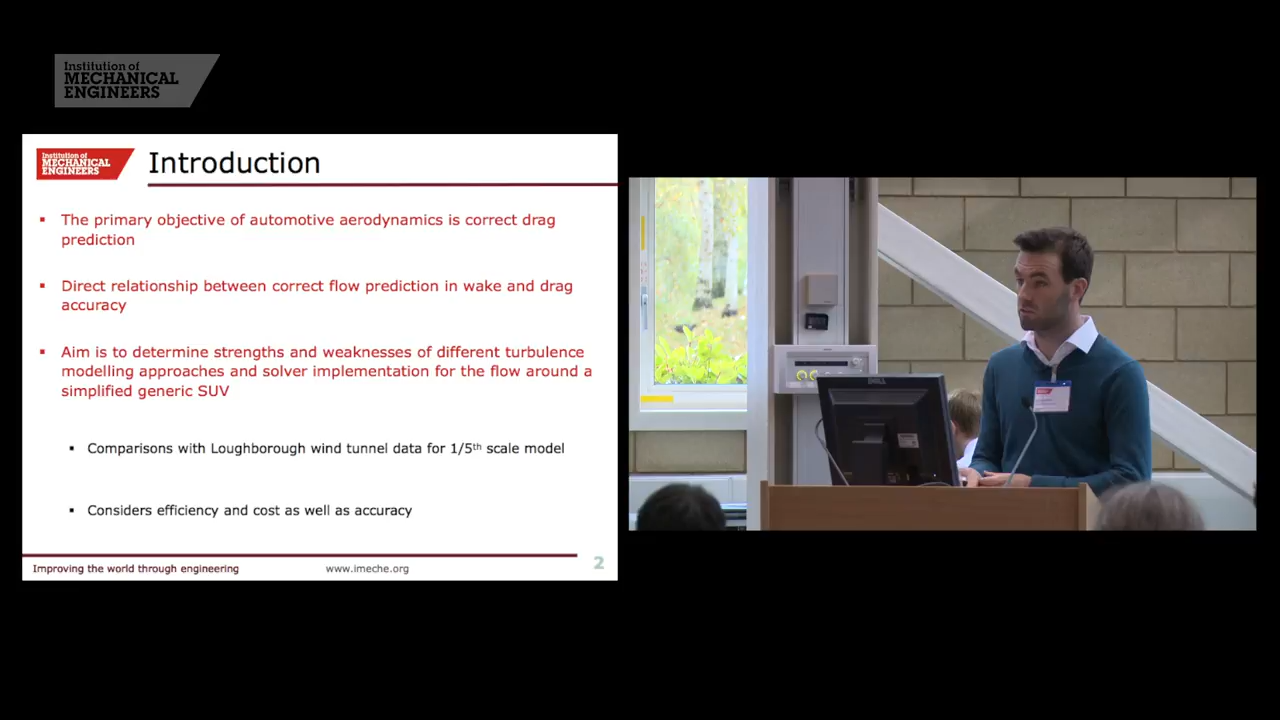 Institution of
MECHANICAL
ENGINEERS
Institution of
MECHANICAL
ENGINEERS
Introduction
▪ The primary objective of automotive aerodynamics is correct drag
prediction
▪ Direct relationship between correct flow prediction in wake and drag
accuracy
▪ Aim is to determine strengths and weaknesses of different turbulence
modelling approaches and solver implementation for the flow around a
simplified generic SUV
▪ Comparisons with Loughborough wind tunnel data for 1/5th scale model
▪ Considers efficiency and cost as well as accuracy
Improving the world through engineering
www.imeche.org
2
DELL